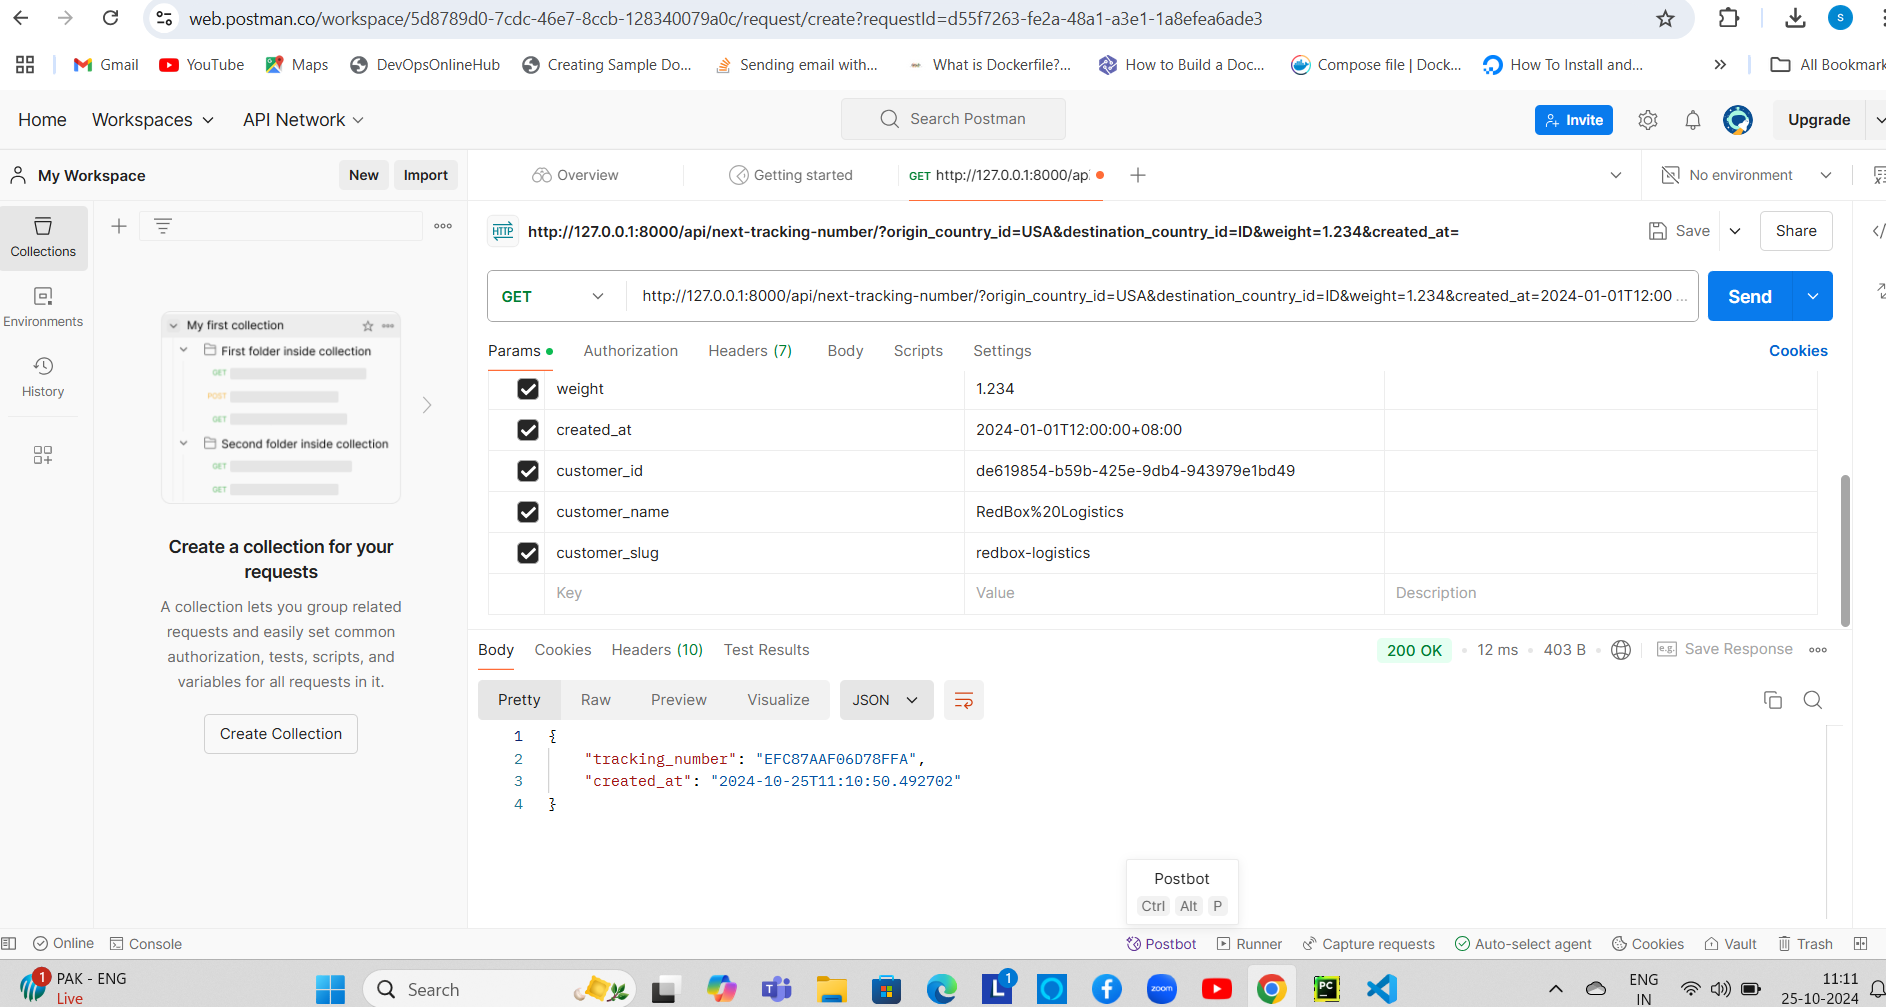 web.postman.co/workspace/5d8789d0-7cdc-46e7-8ccb-128340079a0c/request/create?requestId=d55f7263-fe2a-48a1-a3e1-1a8efea6ade3
S
Gmail
YouTube
Maps
DevOpsOnlineHub
Creating Sample Do...
Sending email with...
What is Dockerfile?...
How to Build a Doc...
Compose file | Dock...
How To Install and...
All Bookmark
Home
Workspaces
API Network
Search Postman
Invite
Upgrade
My Workspace
New
Import
Overview
Getting started
GET http://127.0.0.1:8000/ap
No environment
Collections
Environments
History
My first collection
First folder inside collection
GET
POST
GET
Second folder inside collection
GET
GET
Create a collection for your
requests
A collection lets you group related
requests and easily set common
authorization, tests, scripts, and
variables for all requests in it.
Create Collection
HTTP
http://127.0.0.1:8000/api/next-tracking-number/?origin_country_id=USA&destination_country_id=ID&weight=1.234&created_at=
Save
Share
GET
http://127.0.0.1:8000/api/next-tracking-number/?origin_country_id=USA&destination_country_id=ID&weight=1.234&created_at=2024-01-01T12:00 ...
Send
Params
Authorization
Headers (7)
Body
Scripts
Settings
Cookies
weight 1.234
created_at 2024-01-01T12:00:00+08:00
customer_id de619854-b59b-425e-9db4-943979e1bd49
customer_name RedBox%20Logistics
customer_slug redbox-logistics
Key Value Description
Body
Cookies
Headers (10)
Test Results
200 OK
12 ms
403 B
e.g.
Save Response
Pretty
Raw
Preview
Visualize
JSON
1 {
2 "tracking_number": "EFC87AAF06D78FFA",
3 "created_at": "2024-10-25T11:10:50.492702"
4 }
Postbot
Ctrl Alt P
Online
Console
Postbot
Runner
Capture requests
Auto-select agent
Cookies
Vault
Trash
1
PAK - ENG
Live
Search
L
1
zoom
PC
ENG
IN
11:11
25-10-2024